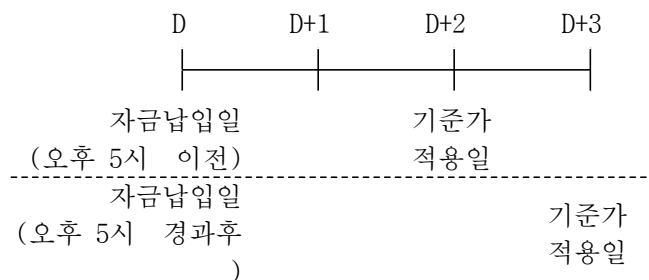 D D+1 D+2 D+3
자금납입일 기준가
(오후 5시 이전) 적용일
자금납입일
기준가
(오후 5시 경과후
적용일
)